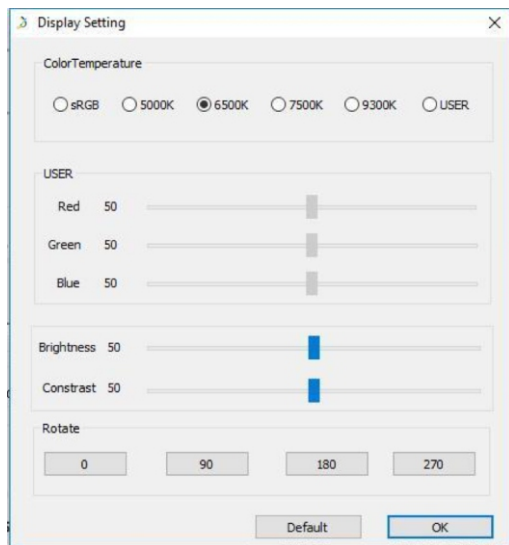 Display Setting
ColorTemperature
sRGB 5000K 6500K 7500K 9300K USER
USER
Red 50
Green 50
Blue 50
Brightness 50
Constrast 50
Rotate
0 90 180 270
Default OK